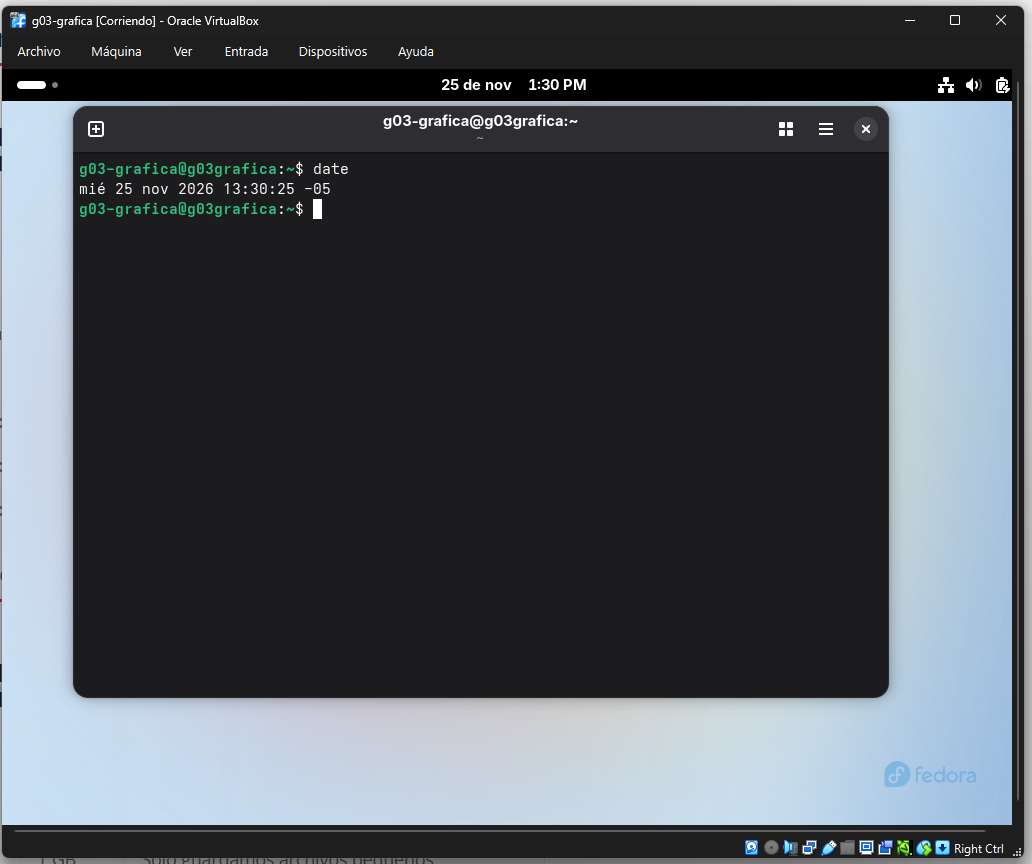 g03-grafica [Corriendo] - Oracle VirtualBox
Archivo Máquina Ver Entrada Dispositivos Ayuda
25 de nov 1:30 PM
g03-grafica@g03grafica:~
~
g03-grafica@g03grafica:~$ date
mié 25 nov 2026 13:30:25 -05
g03-grafica@g03grafica:~$
fedora
Right Ctrl